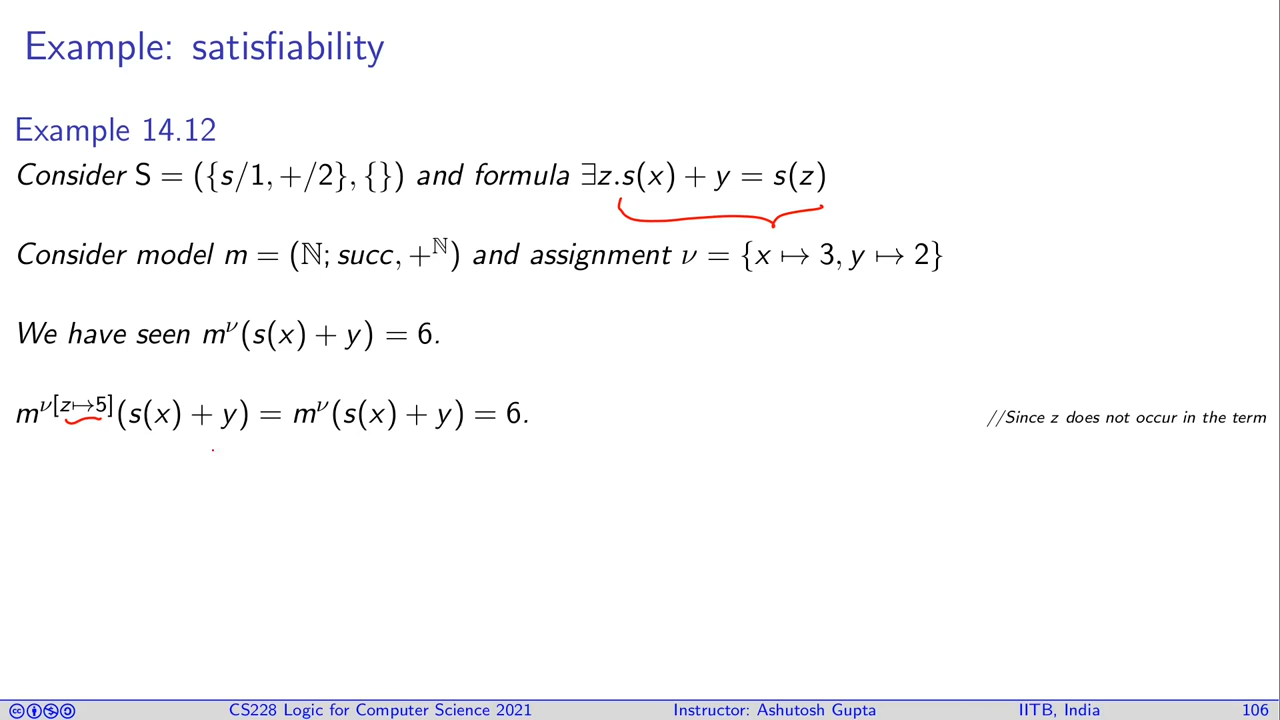 Example: satisfiability
Example 14.12
Consider S = ({s/1, +/2}, {}) and formula ∃z.s(x) + y = s(z)
Consider model m = (ℕ; succ, +^ℕ) and assignment ν = {x ↦ 3, y ↦ 2}
We have seen m^ν(s(x) + y) = 6.
m^ν[z↦5](s(x) + y) = m^ν(s(x) + y) = 6. //Since z does not occur in the term
CS228 Logic for Computer Science 2021 Instructor: Ashutosh Gupta IITB, India 106